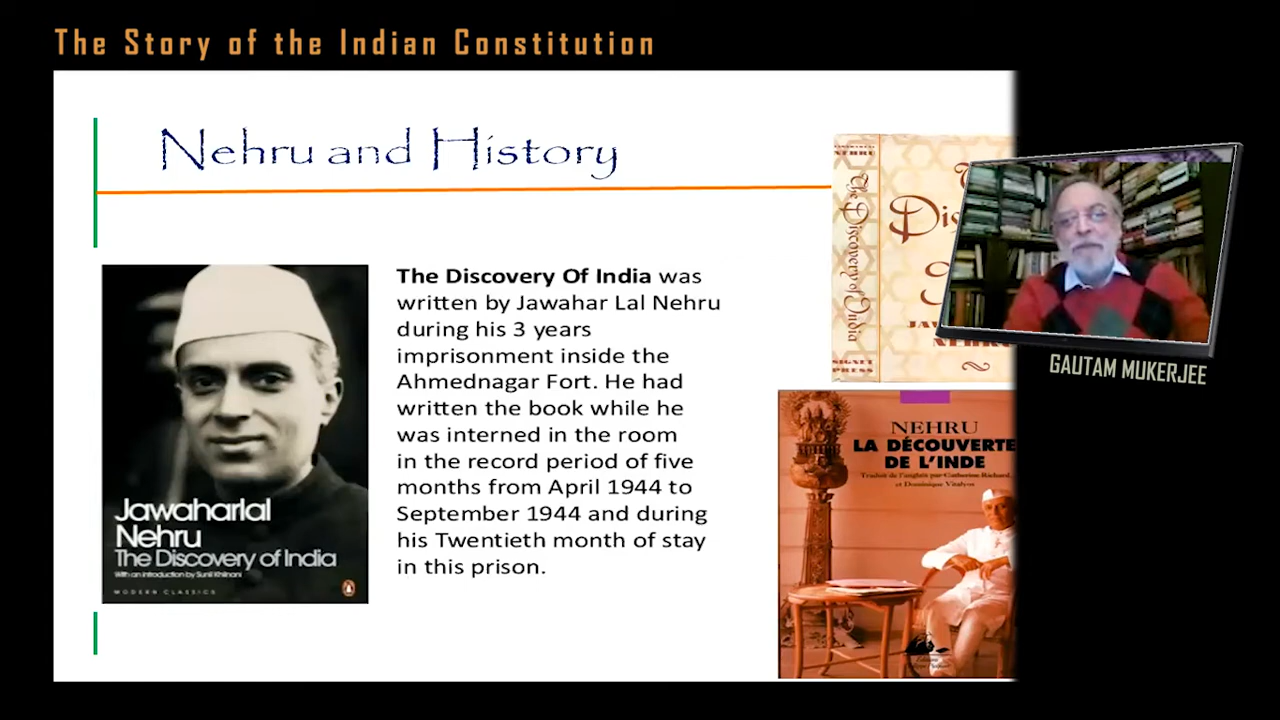 The Story of the Indian Constitution
Nehru and History
The Discovery Of India was
written by Jawahar Lal Nehru
during his 3 years
imprisonment inside the
Ahmednagar Fort. He had
written the book while he
was interned in the room
in the record period of five
months from April 1944 to
September 1944 and during
his Twentieth month of stay
in this prison.
Jawaharlal
Nehru
The Discovery of India
With an introduction by Sunil Khilnani
MODERN CLASSICS
NEHRU
The Discovery of India
SIGNET
PRESS
NEHRU
LA DÉCOUVERTE
DE L'INDE
Traduit de l'anglais par Catherine Richard,
et Dominique Vitalyos
GAUTAM MUKERJEE